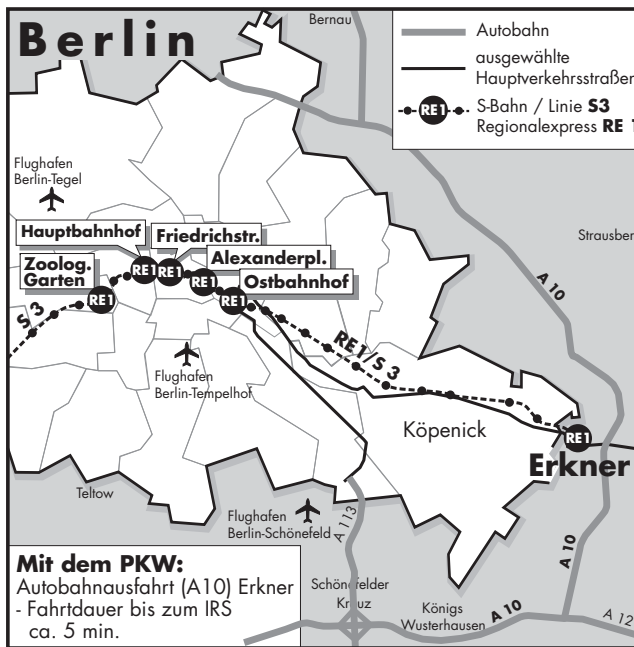 Berlin
Bernau
Autobahn
ausgewählte
Hauptverkehrsstraßen
RE1
S-Bahn / Linie S3
Regionalexpress RE 1
Flughafen
Berlin-Tegel
Hauptbahnhof
Friedrichstr.
Zoolog.
Garten
Alexanderpl.
Ostbahnhof
RE1
RE1
RE1
RE1
RE1
S 3
RE1/S 3
Strausber
A 10
Flughafen
Berlin-Tempelhof
Köpenick
RE1
Erkner
Teltow
Flughafen
Berlin-Schönefeld
A 113
A 10
Mit dem PKW:
Autobahnausfahrt (A10) Erkner
- Fahrtdauer bis zum IRS
ca. 5 min.
Schönefelder
Kreuz
Königs
Wusterhausen
A 10
A 12